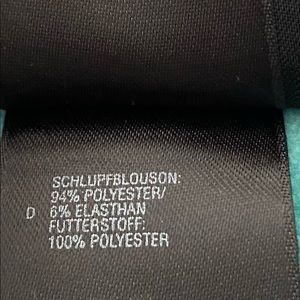 SCHLUPFBLOUSON:
94% POLYESTER/
D 6% ELASTHAN
FUTTERSTOFF:
100% POLYESTER